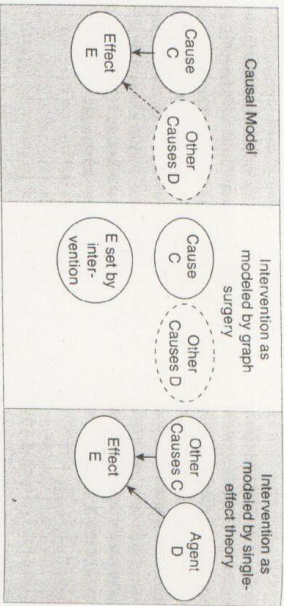 Causal Model
Cause
C
Other
Causes D
Effect
E
Intervention as
modeled by graph
surgery
Cause
C
Other
Causes D
E set by
inter-
vention
Intervention as
modeled by single-
effect theory
Other
Causes C
Agent
D
Effect
E